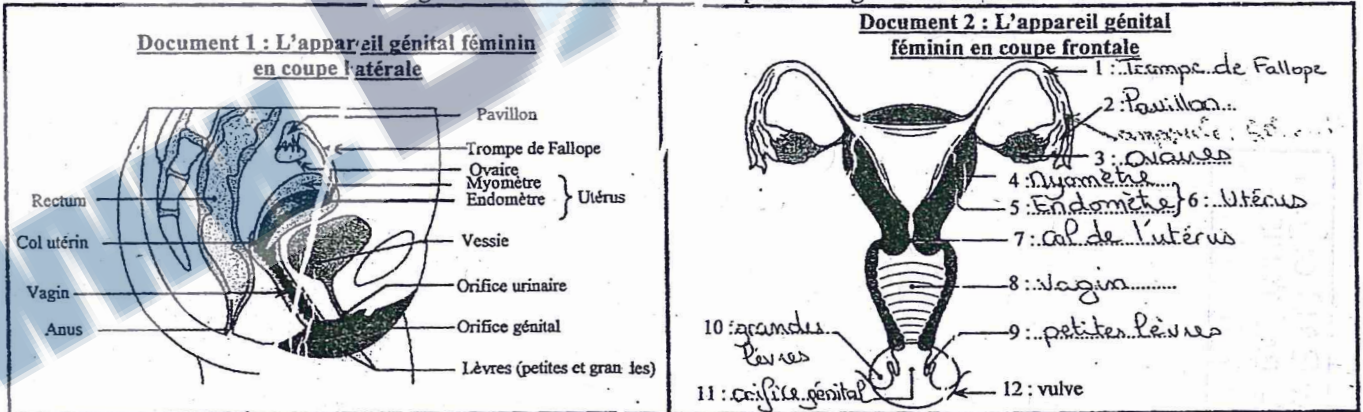 Document 1 : L'appareil génital féminin
en coupe latérale
Pavillon
Trompe de Fallope
Ovaire
Myomètre
Endomètre
Utérus
Rectum
Col utérin
Vessie
Vagin
Orifice urinaire
Anus
Orifice génital
Lèvres (petites et grandes)
Document 2 : L'appareil génital
féminin en coupe frontale
1 : Trompe de Fallope
2 : Pavillon
3 : Ovaires
4 : Myomètre
5 : Endomètre
6 : Utérus
7 : Col de l'utérus
8 : Vagin
9 : petites lèvres
10 : grandes
lèvres
11 : orifice génital
12 : vulve